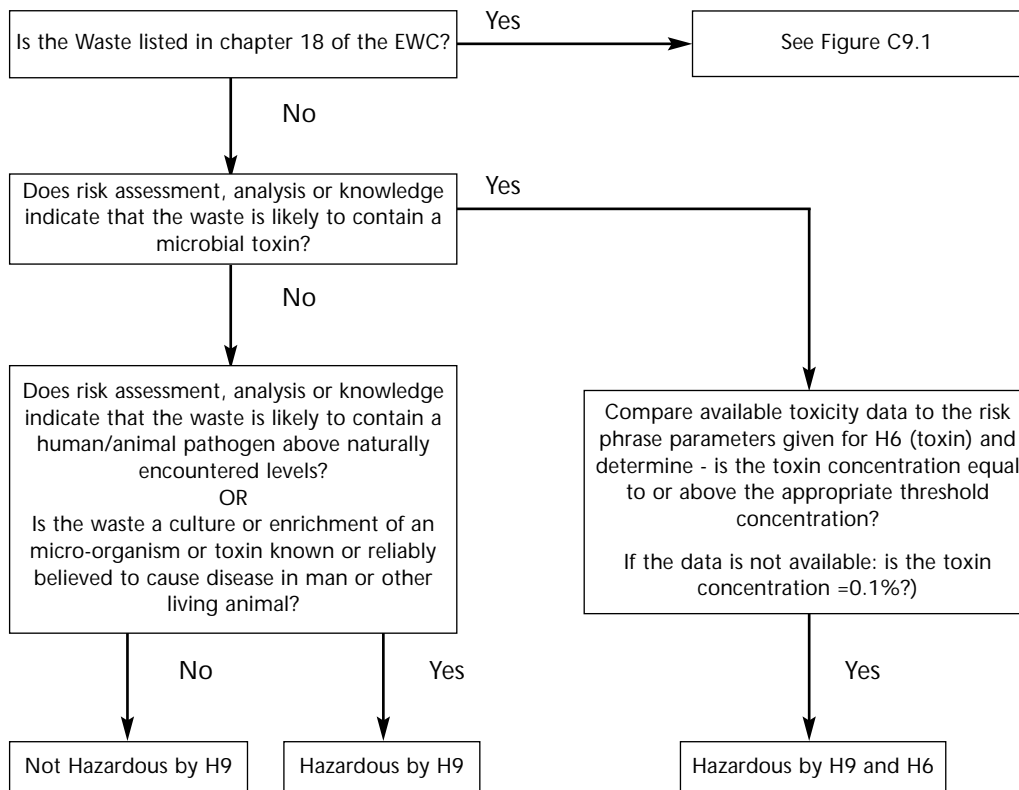 Is the Waste listed in chapter 18 of the EWC?
Yes
See Figure C9.1
No
Does risk assessment, analysis or knowledge
indicate that the waste is likely to contain a
microbial toxin?
Yes
No
Does risk assessment, analysis or knowledge
indicate that the waste is likely to contain a
human/animal pathogen above naturally
encountered levels?
OR
Is the waste a culture or enrichment of an
micro-organism or toxin known or reliably
believed to cause disease in man or other
living animal?
Compare available toxicity data to the risk
phrase parameters given for H6 (toxin) and
determine - is the toxin concentration equal
to or above the appropriate threshold
concentration?
If the data is not available: is the toxin
concentration =0.1%?)
No
Yes
Yes
Not Hazardous by H9
Hazardous by H9
Hazardous by H9 and H6